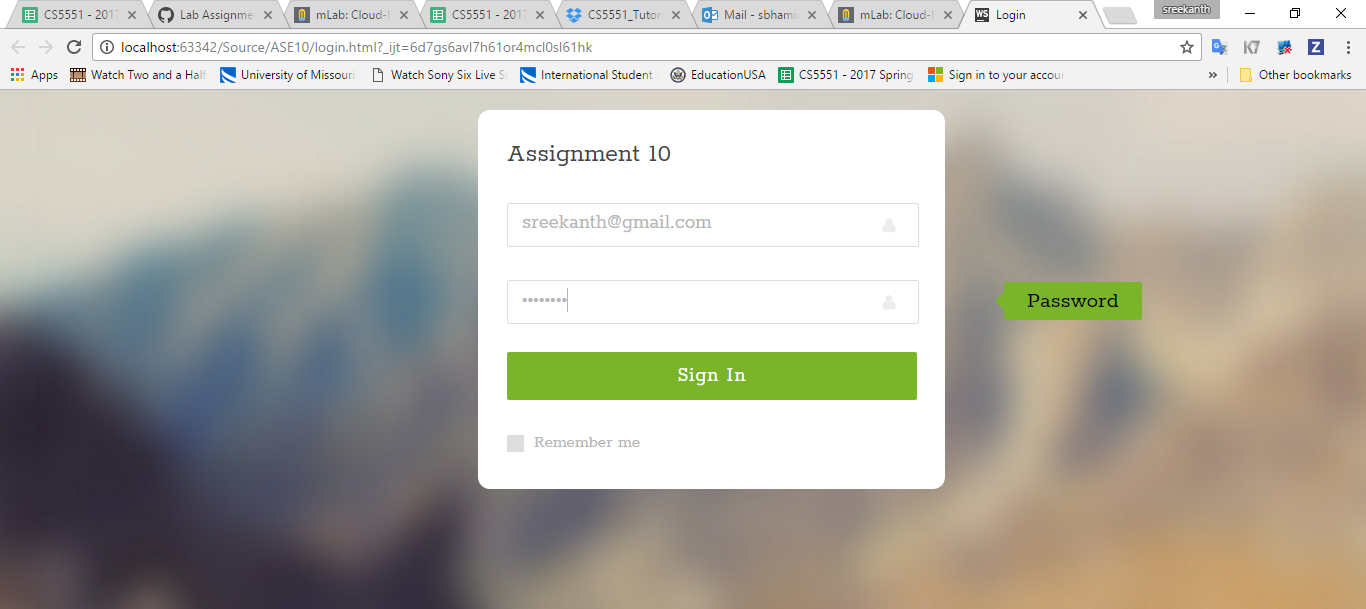 CS5551 - 2017
Lab Assignme
mLab: Cloud-
CS5551 - 2017
CS5551_Tutor
Mail - sbhami
mLab: Cloud-
WS Login
sreekanth
localhost:63342/Source/ASE10/login.html?_ijt=6d7gs6avl7h61or4mcl0sl61hk
K7
Z
Apps
Watch Two and a Half
University of Missouri
Watch Sony Six Live S
International Student
EducationUSA
CS5551 - 2017 Spring
Sign in to your accou
»
Other bookmarks
Assignment 10
sreekanth@gmail.com
••••••••
Password
Sign In
Remember me